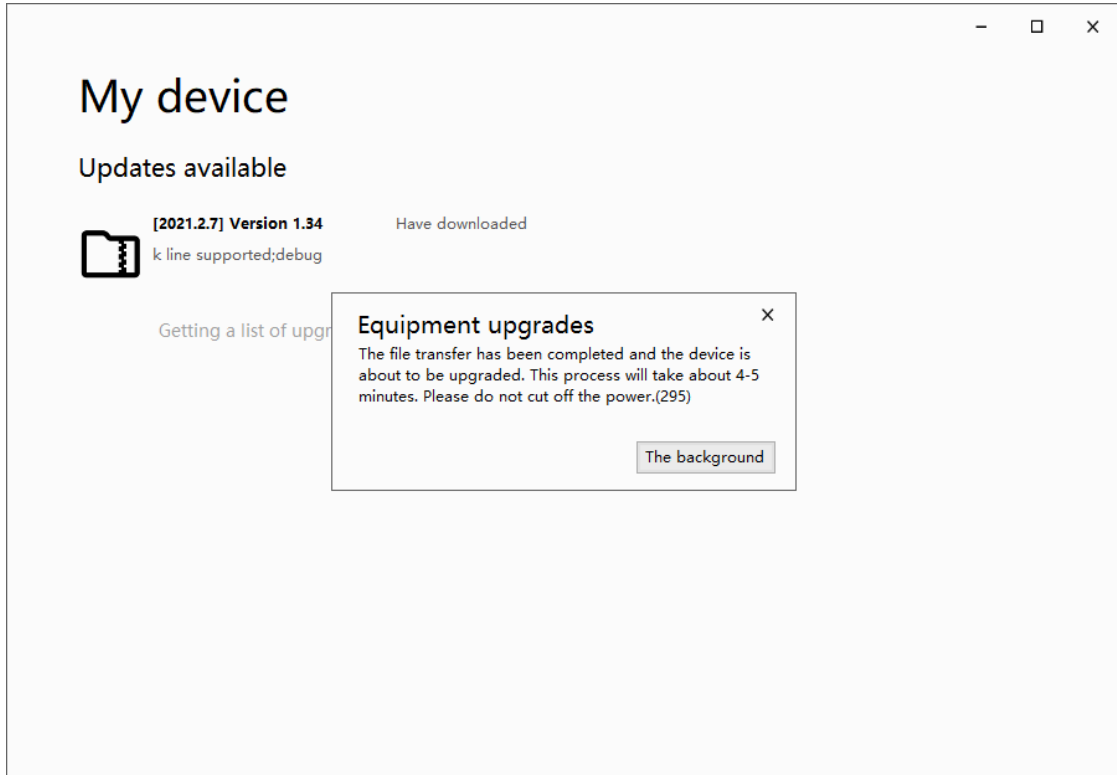 My device
Updates available
[2021.2.7] Version 1.34 Have downloaded
k line supported;debug
Getting a list of upgr
Equipment upgrades
The file transfer has been completed and the device is
about to be upgraded. This process will take about 4-5
minutes. Please do not cut off the power.(295)
The background